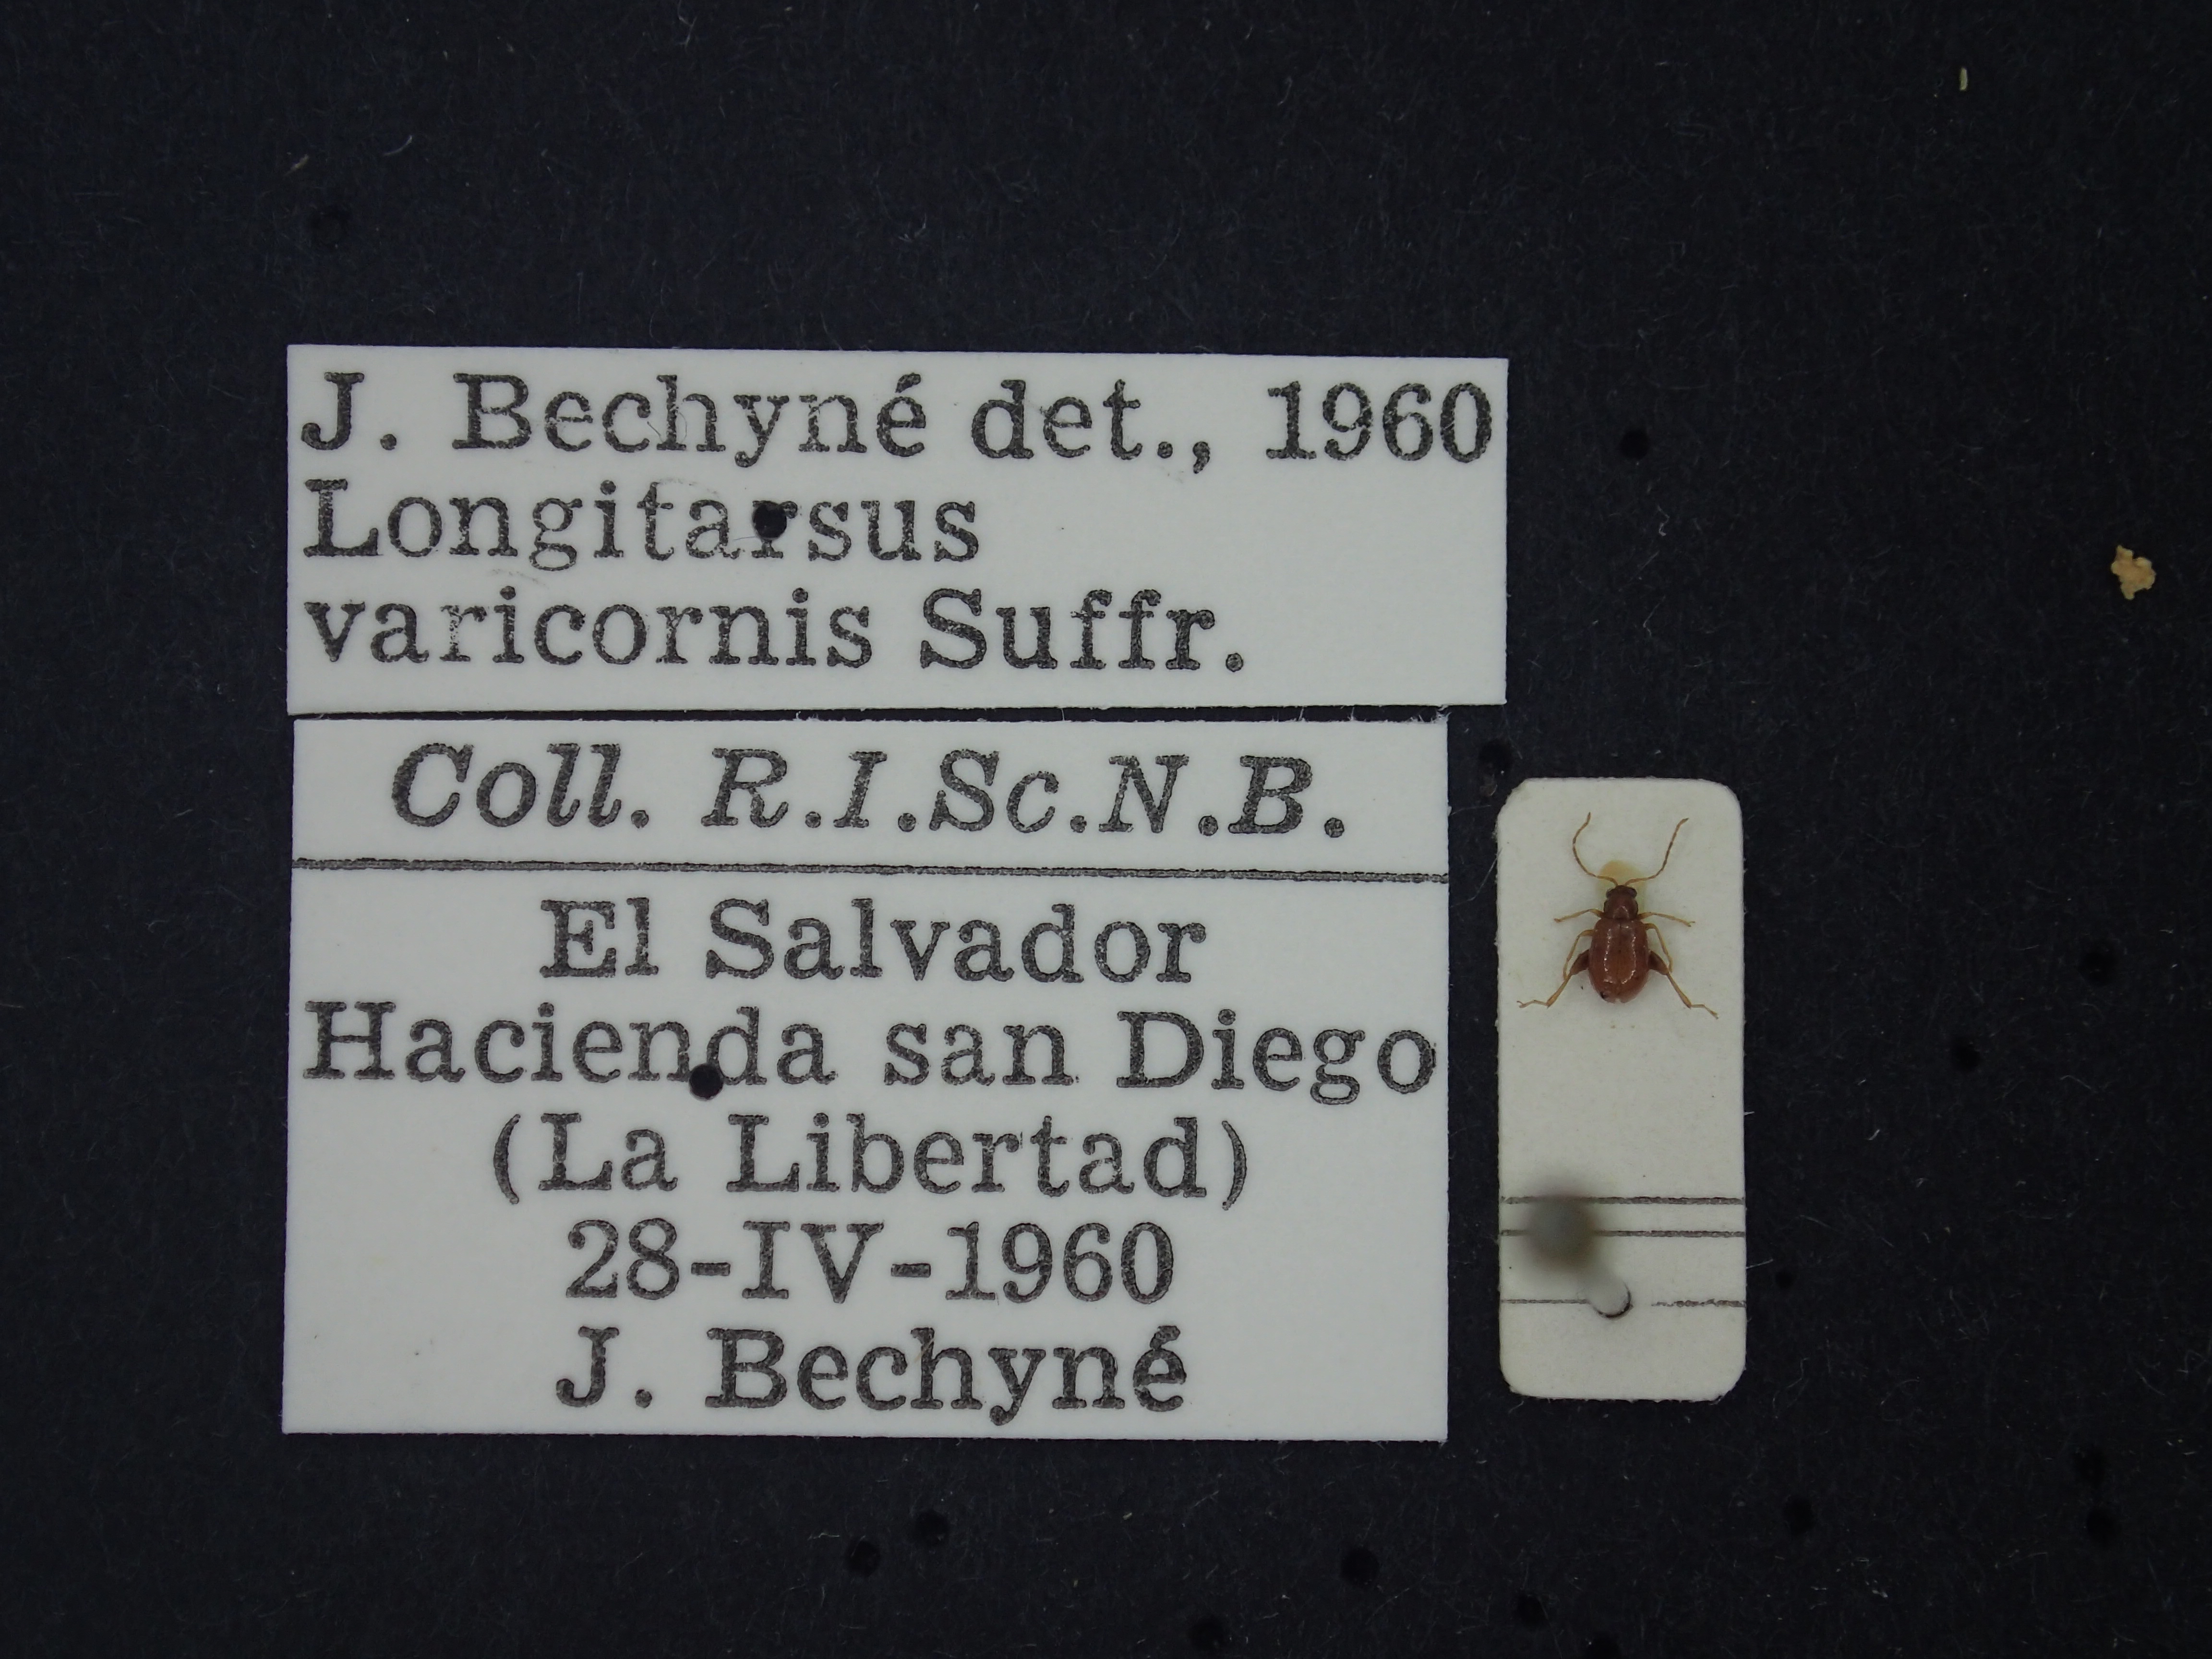 J. Bechyné det., 1960
Longitarsus
varicornis Suffr.
Coll. R.I.Sc.N.B.
El Salvador
Hacienda san Diego
(La Libertad)
28-IV-1960
J. Bechyné